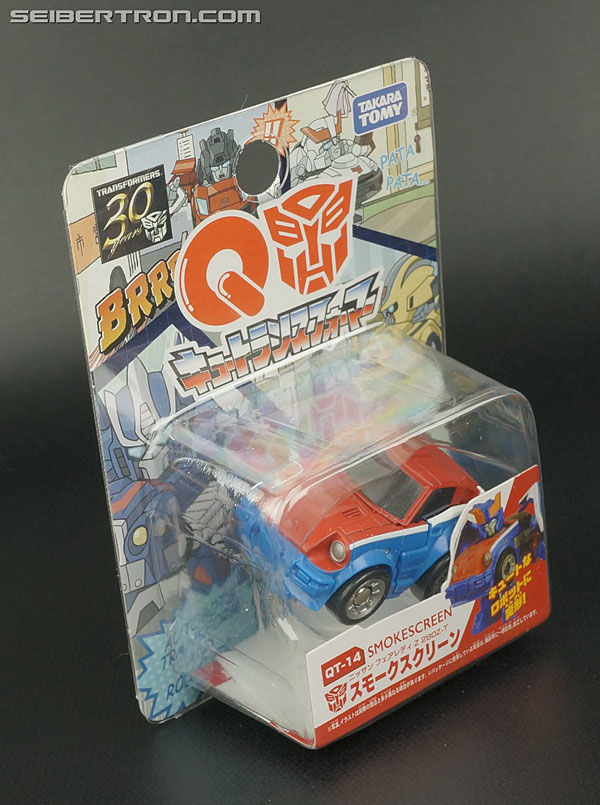 SEIBERTRON.COM
TAKARA
TOMY
!!
TRANSFORMERS
30
Years
PATA
PATA...
BRRR
Q
キュートランスフォーマー
キュートな
ロボットに
変形!
QT-14 SMOKESCREEN
ニッサン フェアレディ Z 280Z-T
スモークスクリーン